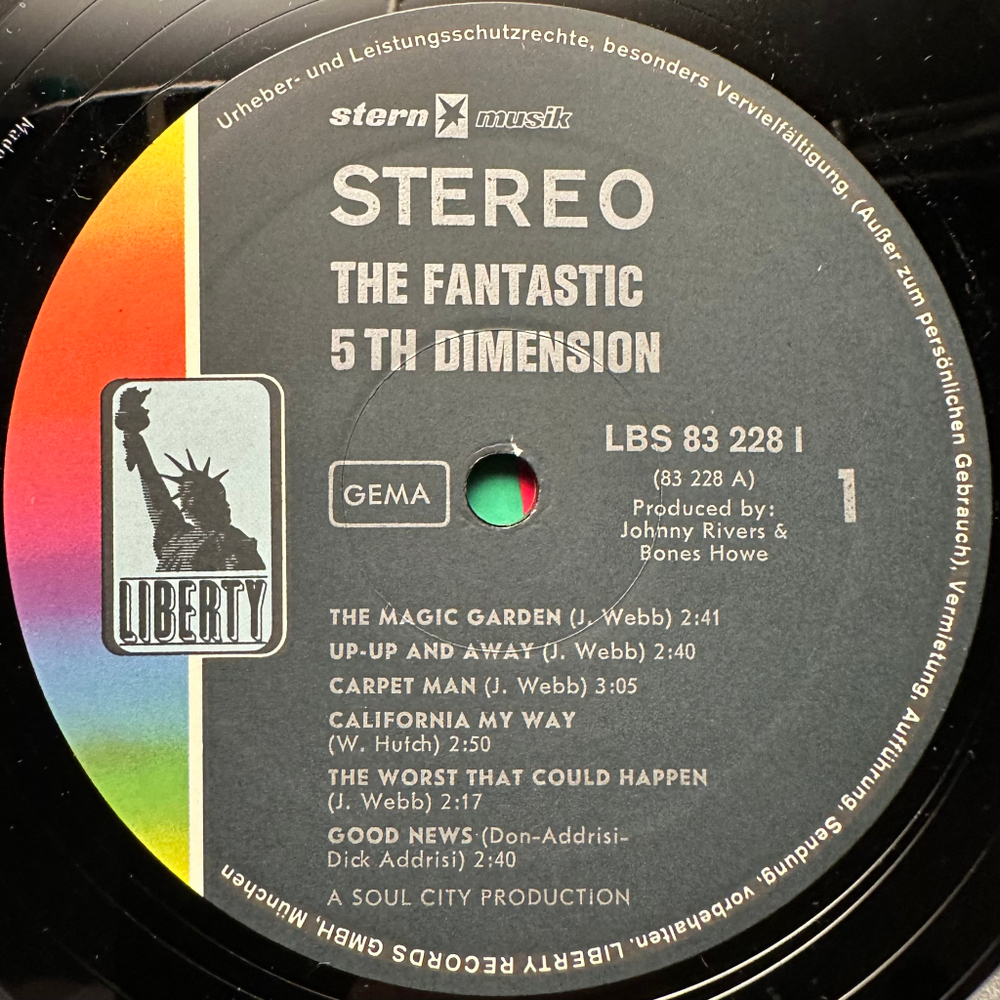 Urheber- und Leistungsschutzrechte, besonders Vervielfältigung, (Außer zum persönlichen Gebrauch), Vermietung, Aufführung, Sendung, vorbehalten. LIBERTY RECORDS GMBH, München
stern musik
STEREO
THE FANTASTIC
5TH DIMENSION
LBS 83 228 I
(83 228 A)
1
GEMA
Produced by:
Johnny Rivers &
Bones Howe
LIBERTY
THE MAGIC GARDEN (J. Webb) 2:41
UP-UP AND AWAY (J. Webb) 2:40
CARPET MAN (J. Webb) 3:05
CALIFORNIA MY WAY
(W. Hutch) 2:50
THE WORST THAT COULD HAPPEN
(J. Webb) 2:17
GOOD NEWS (Don-Addrisi-
Dick Addrisi) 2:40
A SOUL CITY PRODUCTION